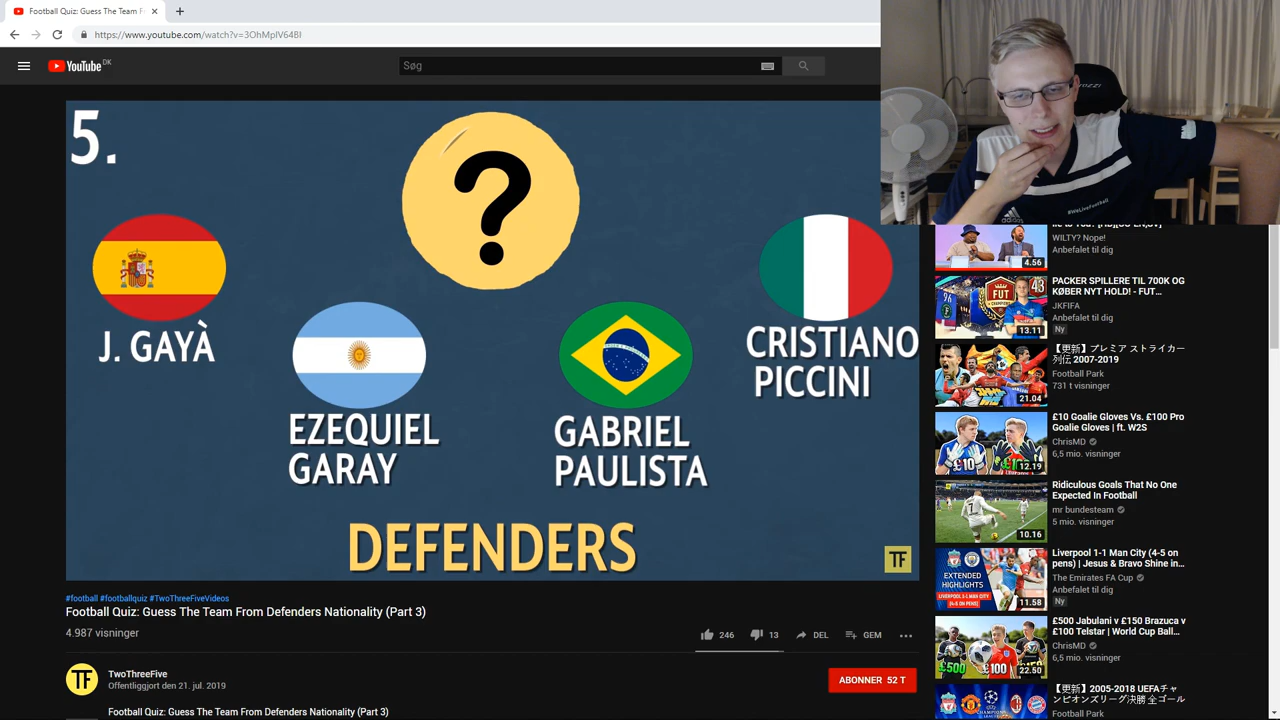 Football Quiz: Guess The Team F
https://www.youtube.com/watch?v=3OhMpIV64BI
YouTube DK
Søg
5.
?
J. GAYÀ
EZEQUIEL
GARAY
GABRIEL
PAULISTA
CRISTIANO
PICCINI
DEFENDERS
TF
#football #footballquiz #TwoThreeFiveVideos
Football Quiz: Guess The Team From Defenders Nationality (Part 3)
4.987 visninger
246
13
DEL
GEM
TF
TwoThreeFive
Offentliggjort den 21. jul. 2019
ABONNER 52 T
Football Quiz: Guess The Team From Defenders Nationality (Part 3)
adidas
#WeLiveFootball
WILTY? Nope!
Anbefalet til dig
4.56
PACKER SPILLERE TIL 700K OG
KØBER NYT HOLD! - FUT...
JKFIFA
Anbefalet til dig
Ny
FUT
13.11
【更新】プレミア ストライカー
列伝 2007-2019
Football Park
731 t visninger
21.04
£10 Goalie Gloves Vs. £100 Pro
Goalie Gloves | ft. W2S
ChrisMD
6,5 mio. visninger
£10
£100
12.19
Ridiculous Goals That No One
Expected In Football
mr bundesteam
5 mio. visninger
10.16
Liverpool 1-1 Man City (4-5 on
pens) | Jesus & Bravo Shine in...
The Emirates FA Cup
Anbefalet til dig
Ny
EXTENDED
HIGHLIGHTS
11.58
£500 Jabulani v £150 Brazuca v
£100 Telstar | World Cup Ball...
ChrisMD
6,5 mio. visninger
£500
£100
22.50
【更新】2005-2018 UEFAチャ
ンピオンズリーグ決勝 全ゴール
Football Park